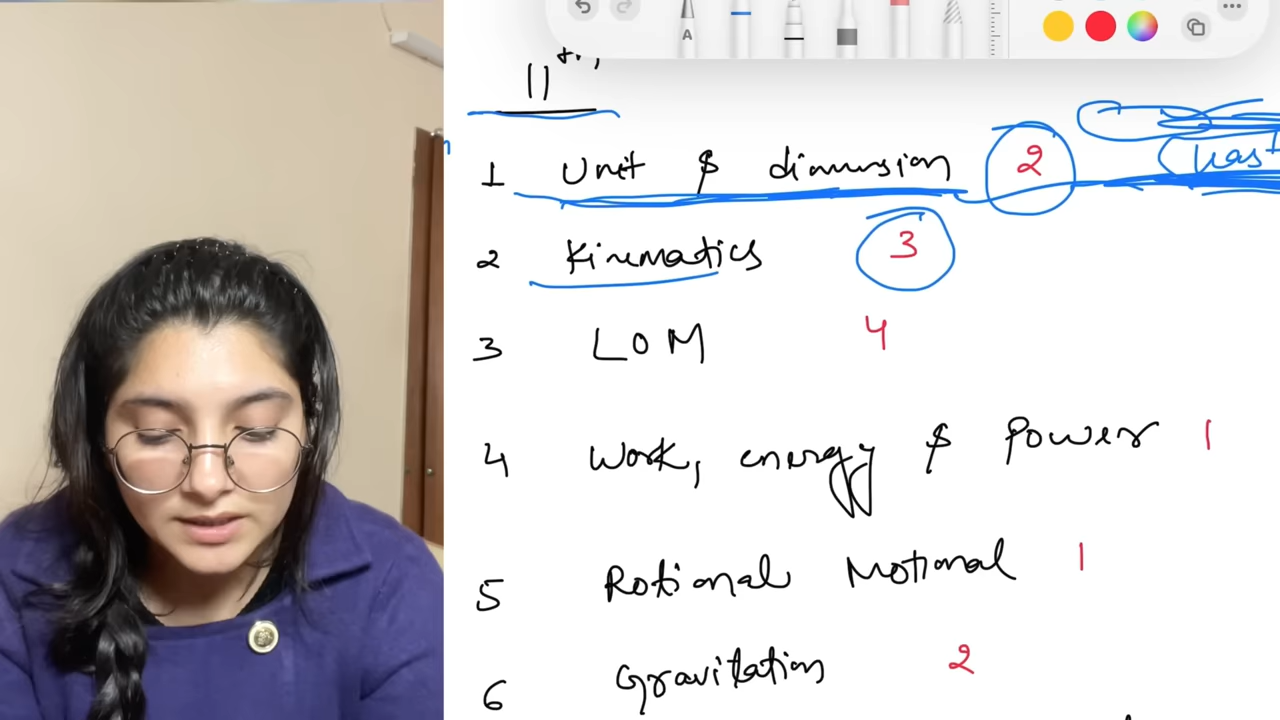 11th
1 Unit & dimension 2
2 Kinematics 3
3 LOM 4
4 Work, energy & Power 1
5 Rotional Motional 1
6 Gravitation 2